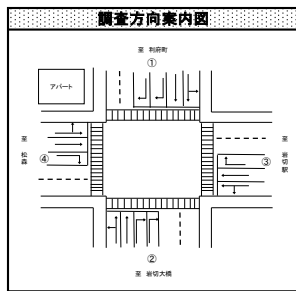 調査方向案内図
至 利府町
①
アパート
至 松森
④
③
至 岩切駅
②
至 岩切大橋